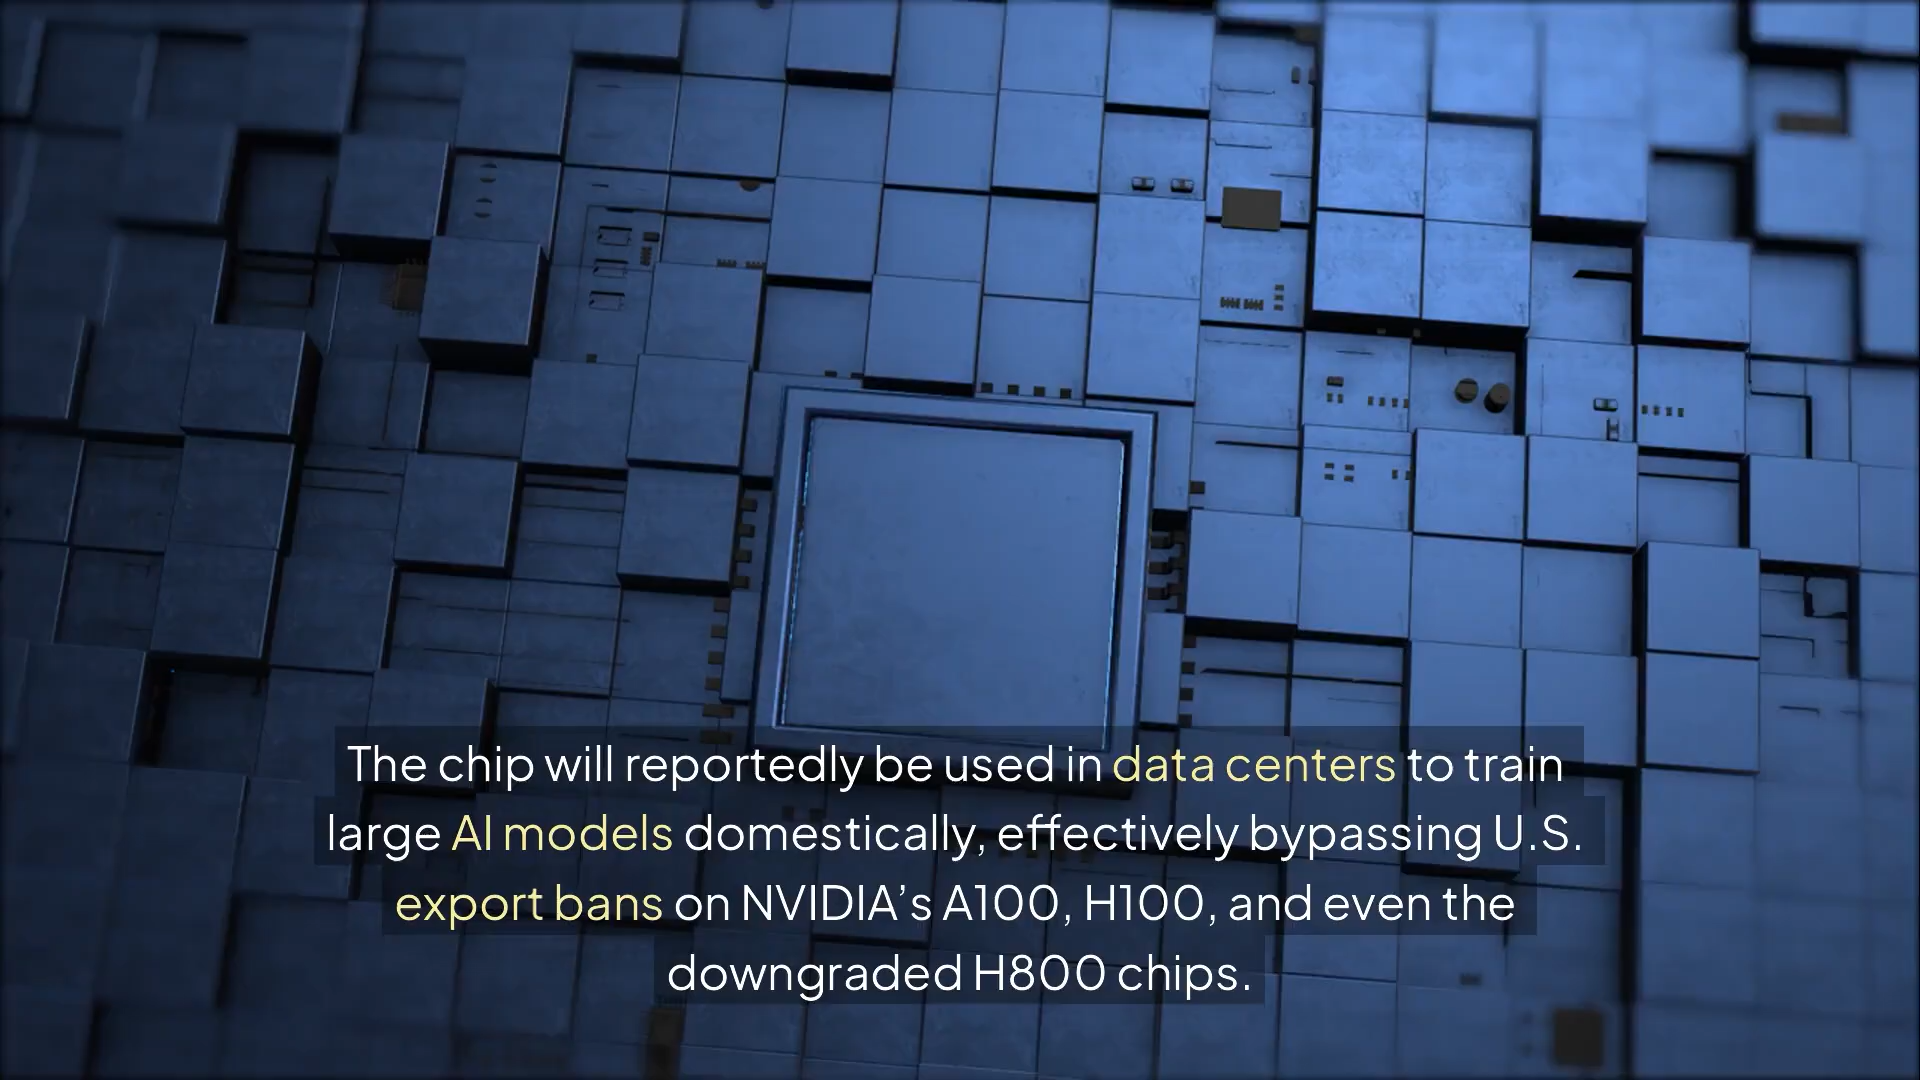 The chip will reportedly be used in data centers to train
large AI models domestically, effectively bypassing U.S.
export bans on NVIDIA’s A100, H100, and even the
downgraded H800 chips.